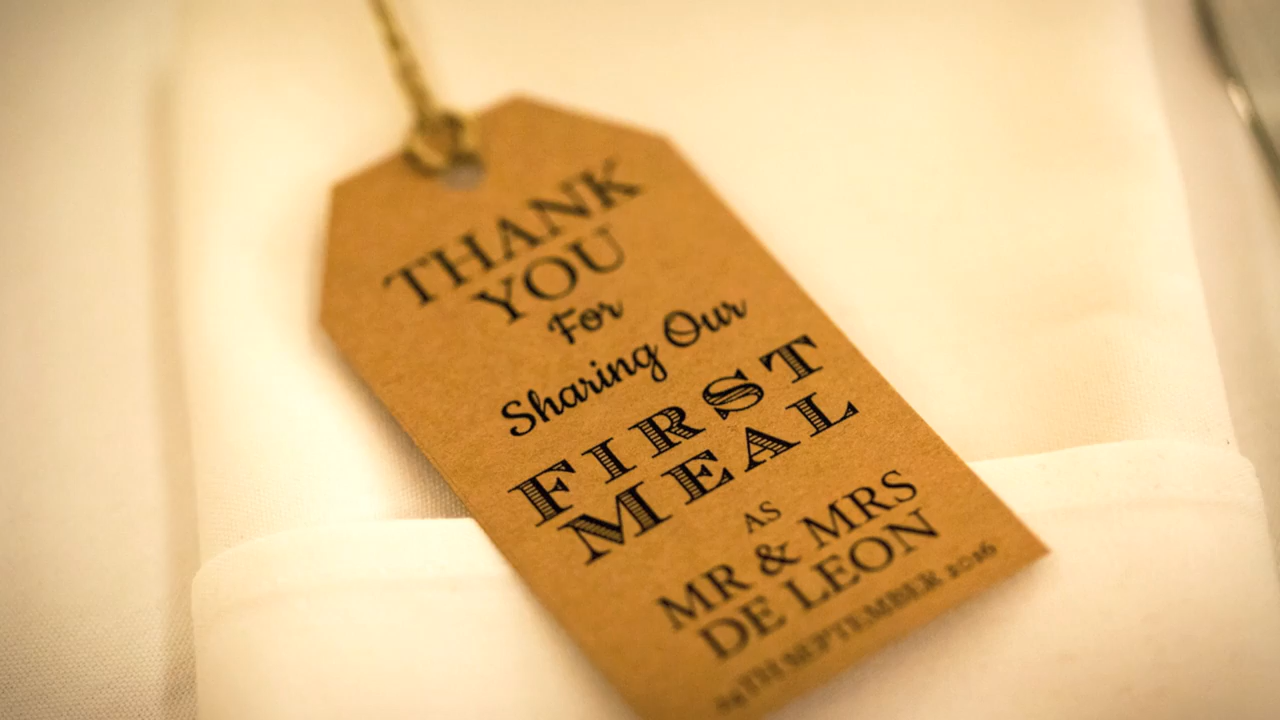 THANK
YOU
For
Sharing Our
FIRST
MEAL
AS
MR & MRS
DE LEON
SEPTEMBER 2016